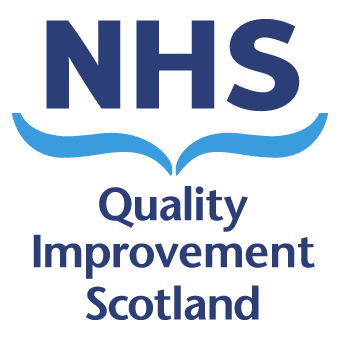 NHS
Quality
Improvement
Scotland